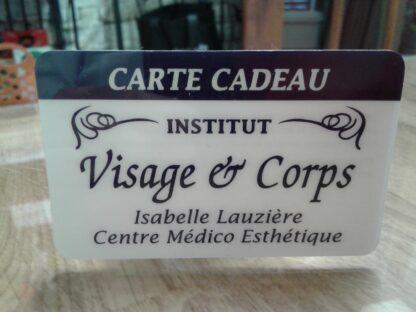 CARTE CADEAU
INSTITUT
Visage & Corps
Isabelle Lauzière
Centre Médico Esthétique